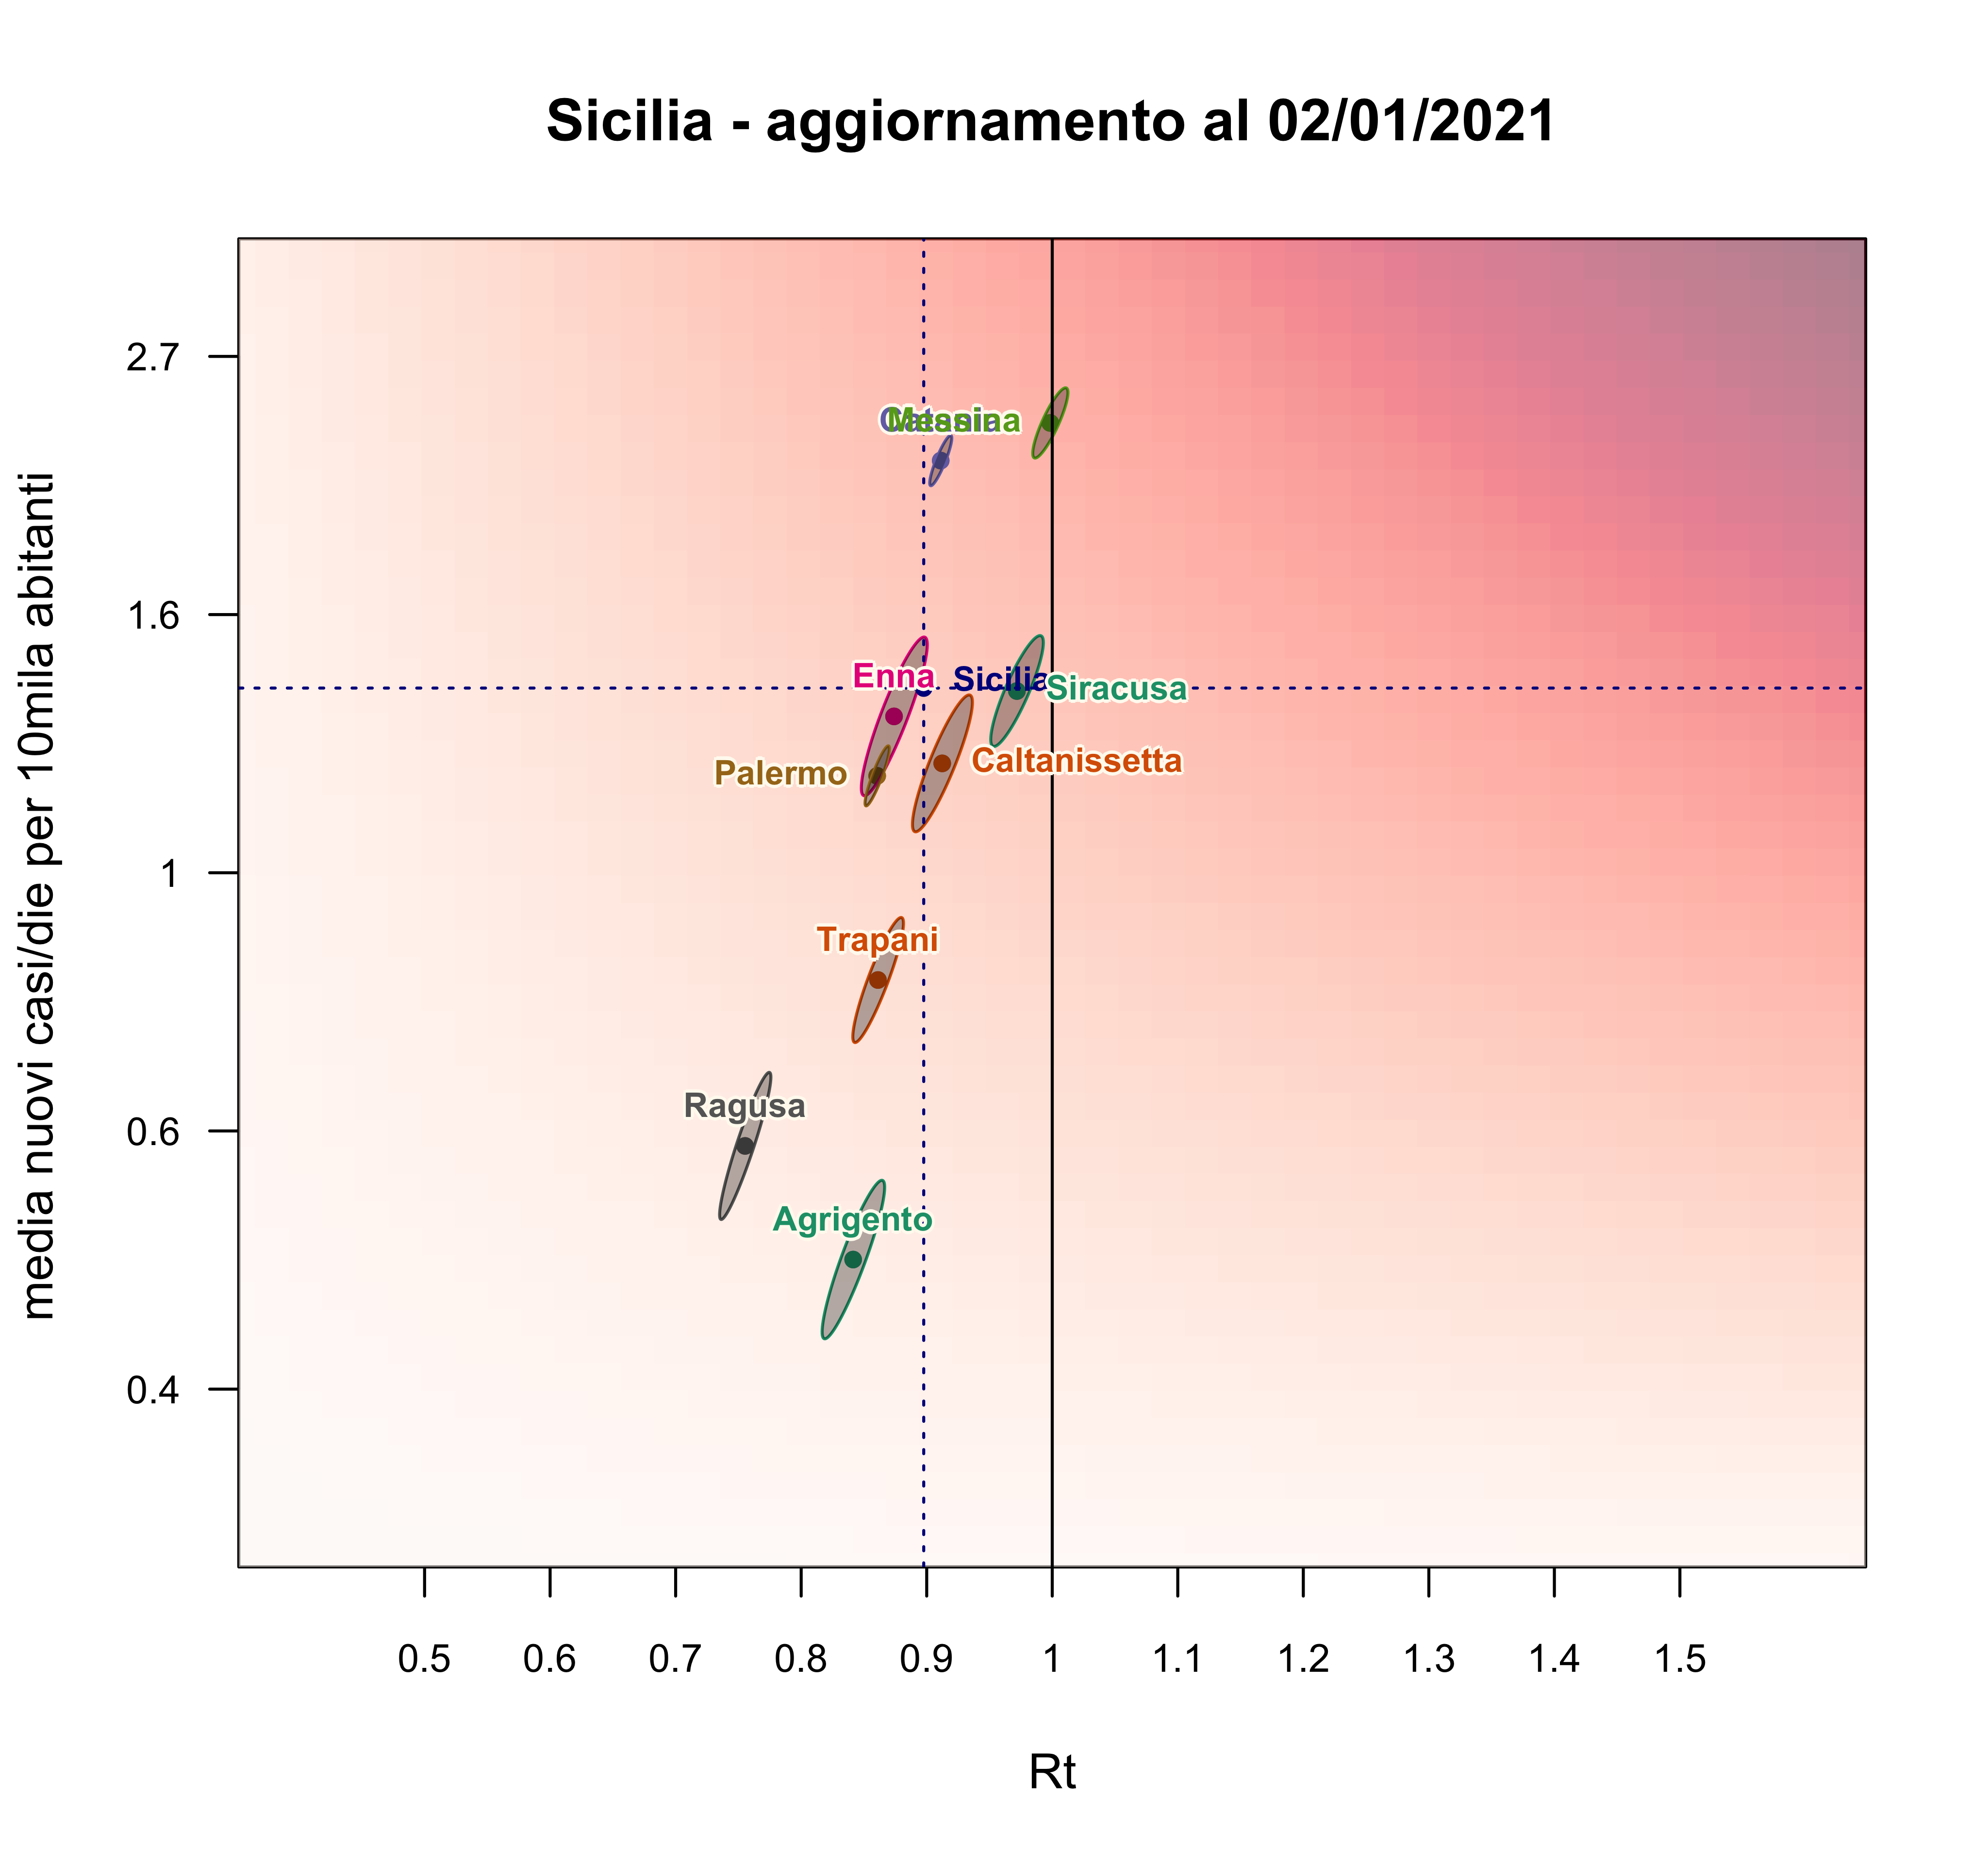 Sicilia - aggiornamento al 02/01/2021
media nuovi casi/die per 10mila abitanti
2.7
1.6
1
0.6
0.4
Catania
Messina
Enna
Sicilia
Siracusa
Palermo
Caltanissetta
Trapani
Ragusa
Agrigento
0.5 0.6 0.7 0.8 0.9 1 1.1 1.2 1.3 1.4 1.5
Rt